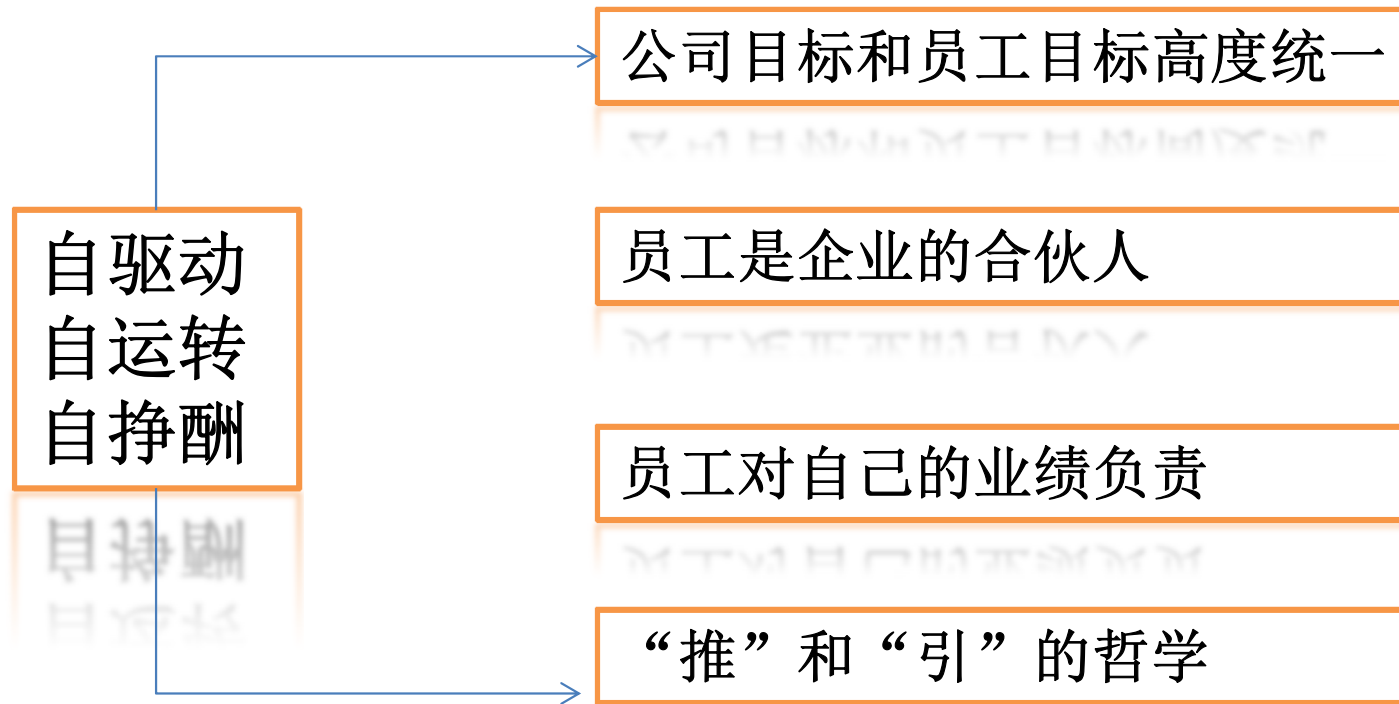 公司目标和员工目标高度统一
员工是企业的合伙人
自驱动
自运转
自挣酬
员工对自己的业绩负责
“推”和“引”的哲学